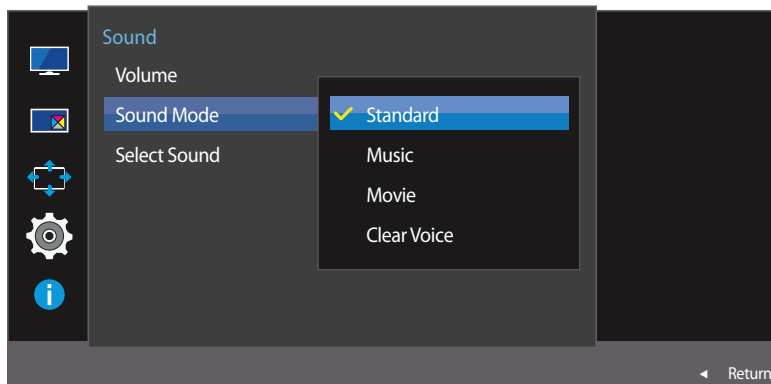 Sound
Volume
Sound Mode
Select Sound
Standard
Music
Movie
Clear Voice
i
Return